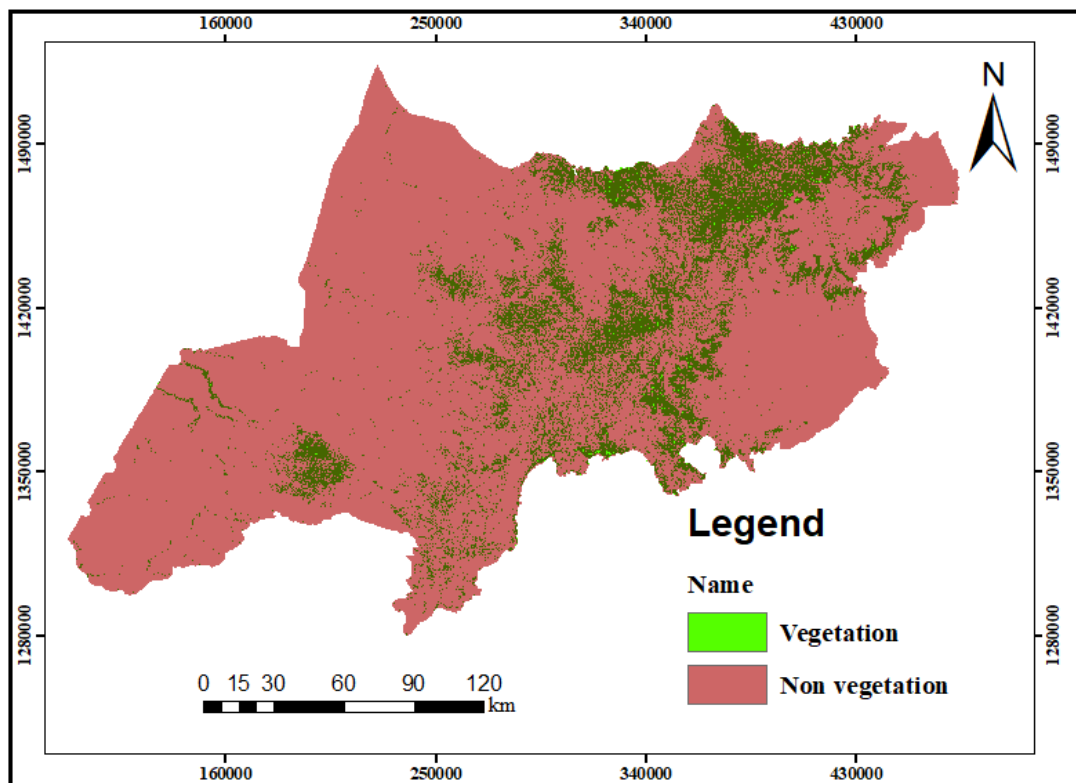 160000 250000 340000 430000
N
1490000 1490000
1420000 1420000
1350000 1350000
1280000 1280000
Legend
Name
Vegetation
Non vegetation
0 15 30 60 90 120
km
160000 250000 340000 430000